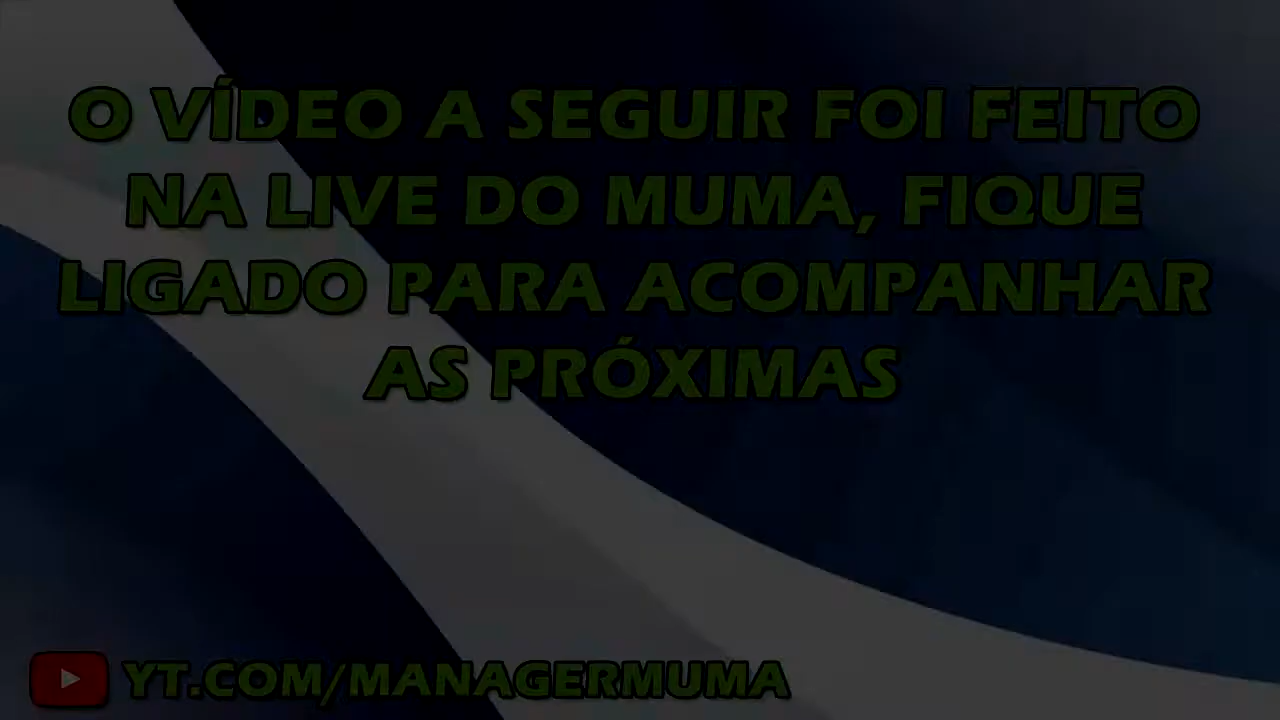 O VÍDEO A SEGUIR FOI FEITO
NA LIVE DO MUMA, FIQUE
LIGADO PARA ACOMPANHAR
AS PRÓXIMAS
YT.COM/MANAGERMUMA